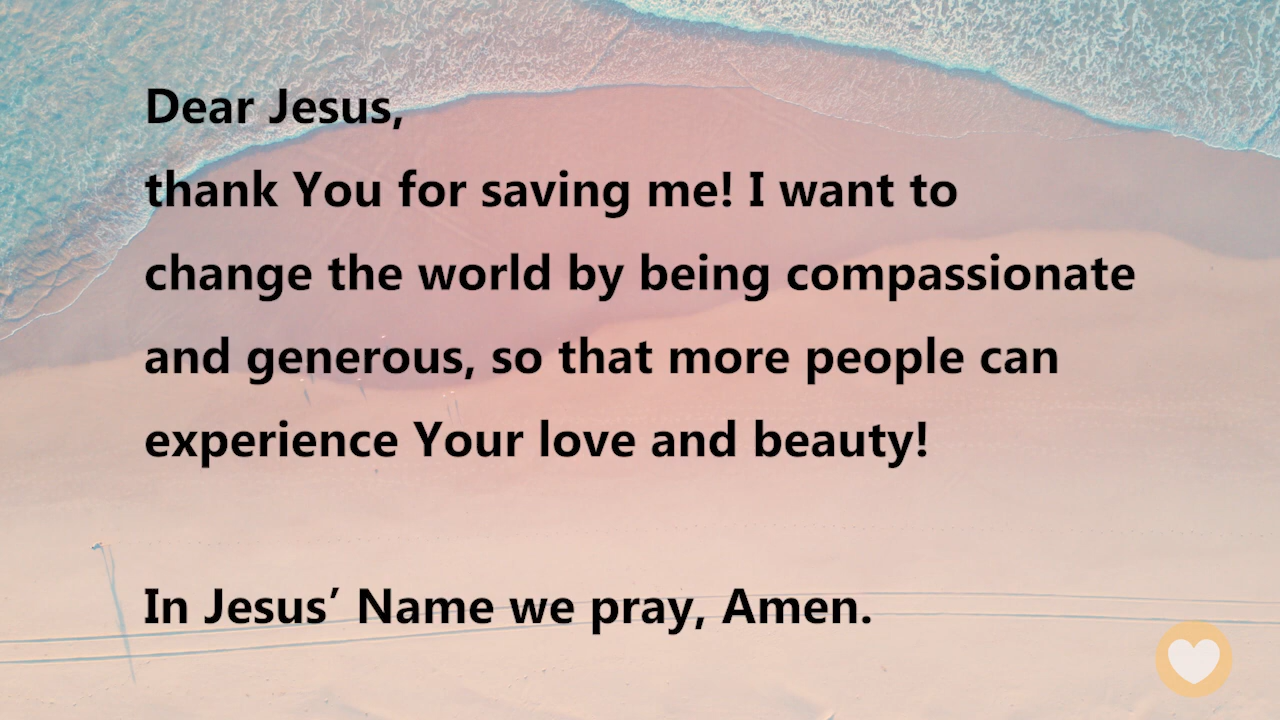 Dear Jesus,
thank You for saving me! I want to
change the world by being compassionate
and generous, so that more people can
experience Your love and beauty!
In Jesus’ Name we pray, Amen.